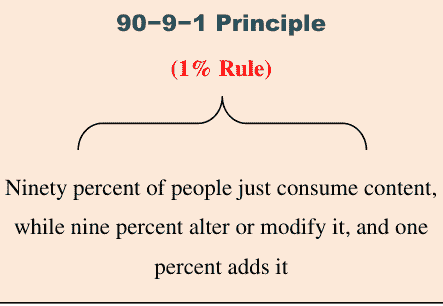 90-9-1 Principle
(1% Rule)
Ninety percent of people just consume content,
while nine percent alter or modify it, and one
percent adds it